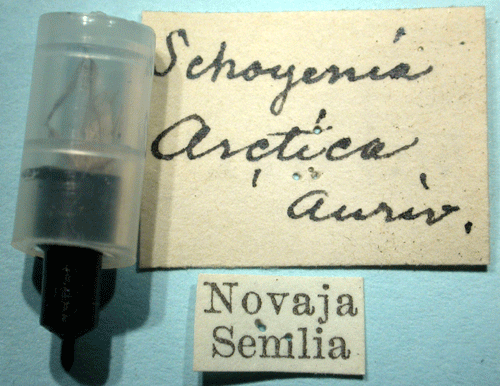 Schoyenia
Arctica
Auriv.
Novaja
Semlia